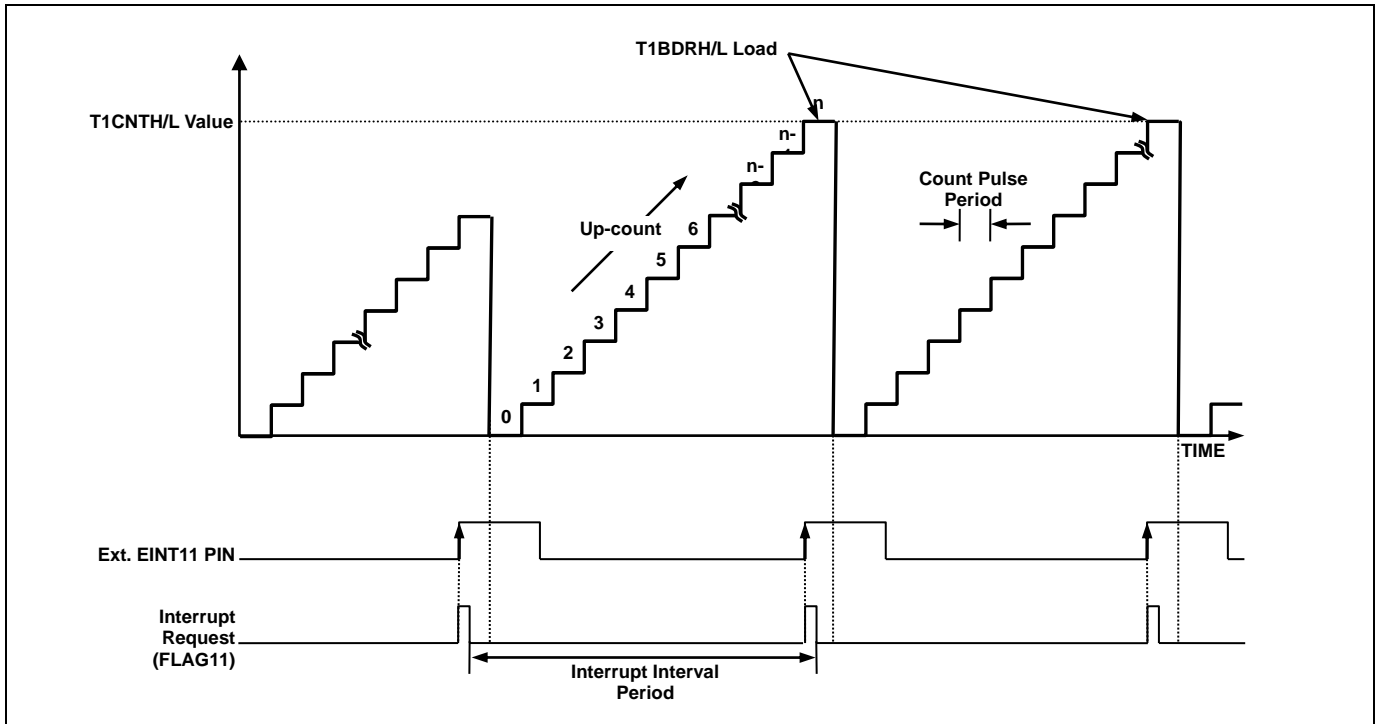 T1BDRH/L Load
T1CNTH/L Value
n
n-
n-
Count Pulse
Period
Up-count
6
5
4
3
2
1
0
TIME
Ext. EINT11 PIN
Interrupt
Request
(FLAG11)
Interrupt Interval
Period